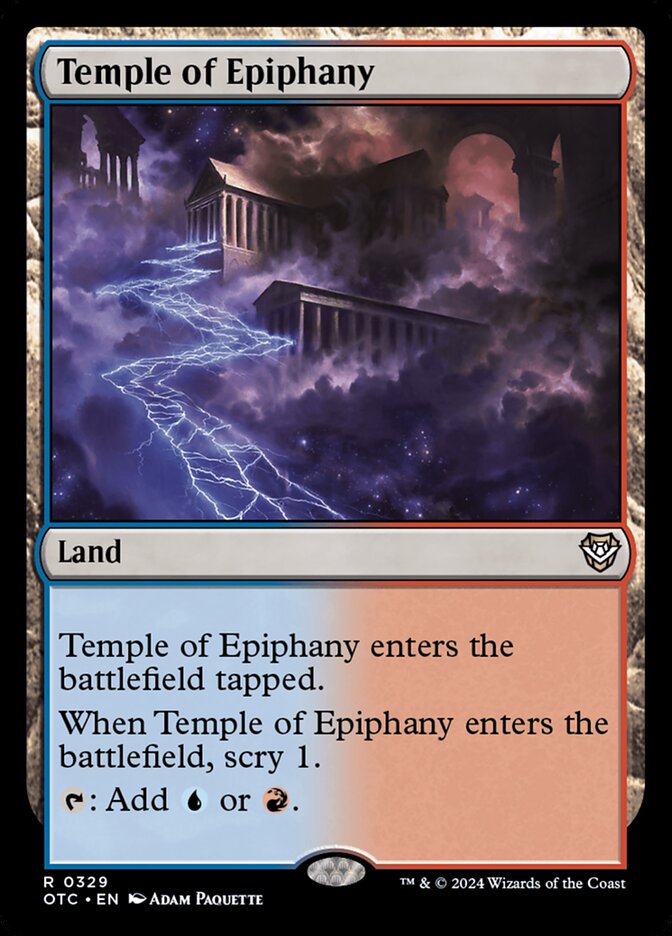 Temple of Epiphany
Land
Temple of Epiphany enters the
battlefield tapped.
When Temple of Epiphany enters the
battlefield, scry 1.
: Add or .
R 0329
OTC • EN Adam Paquette
™ & © 2024 Wizards of the Coast